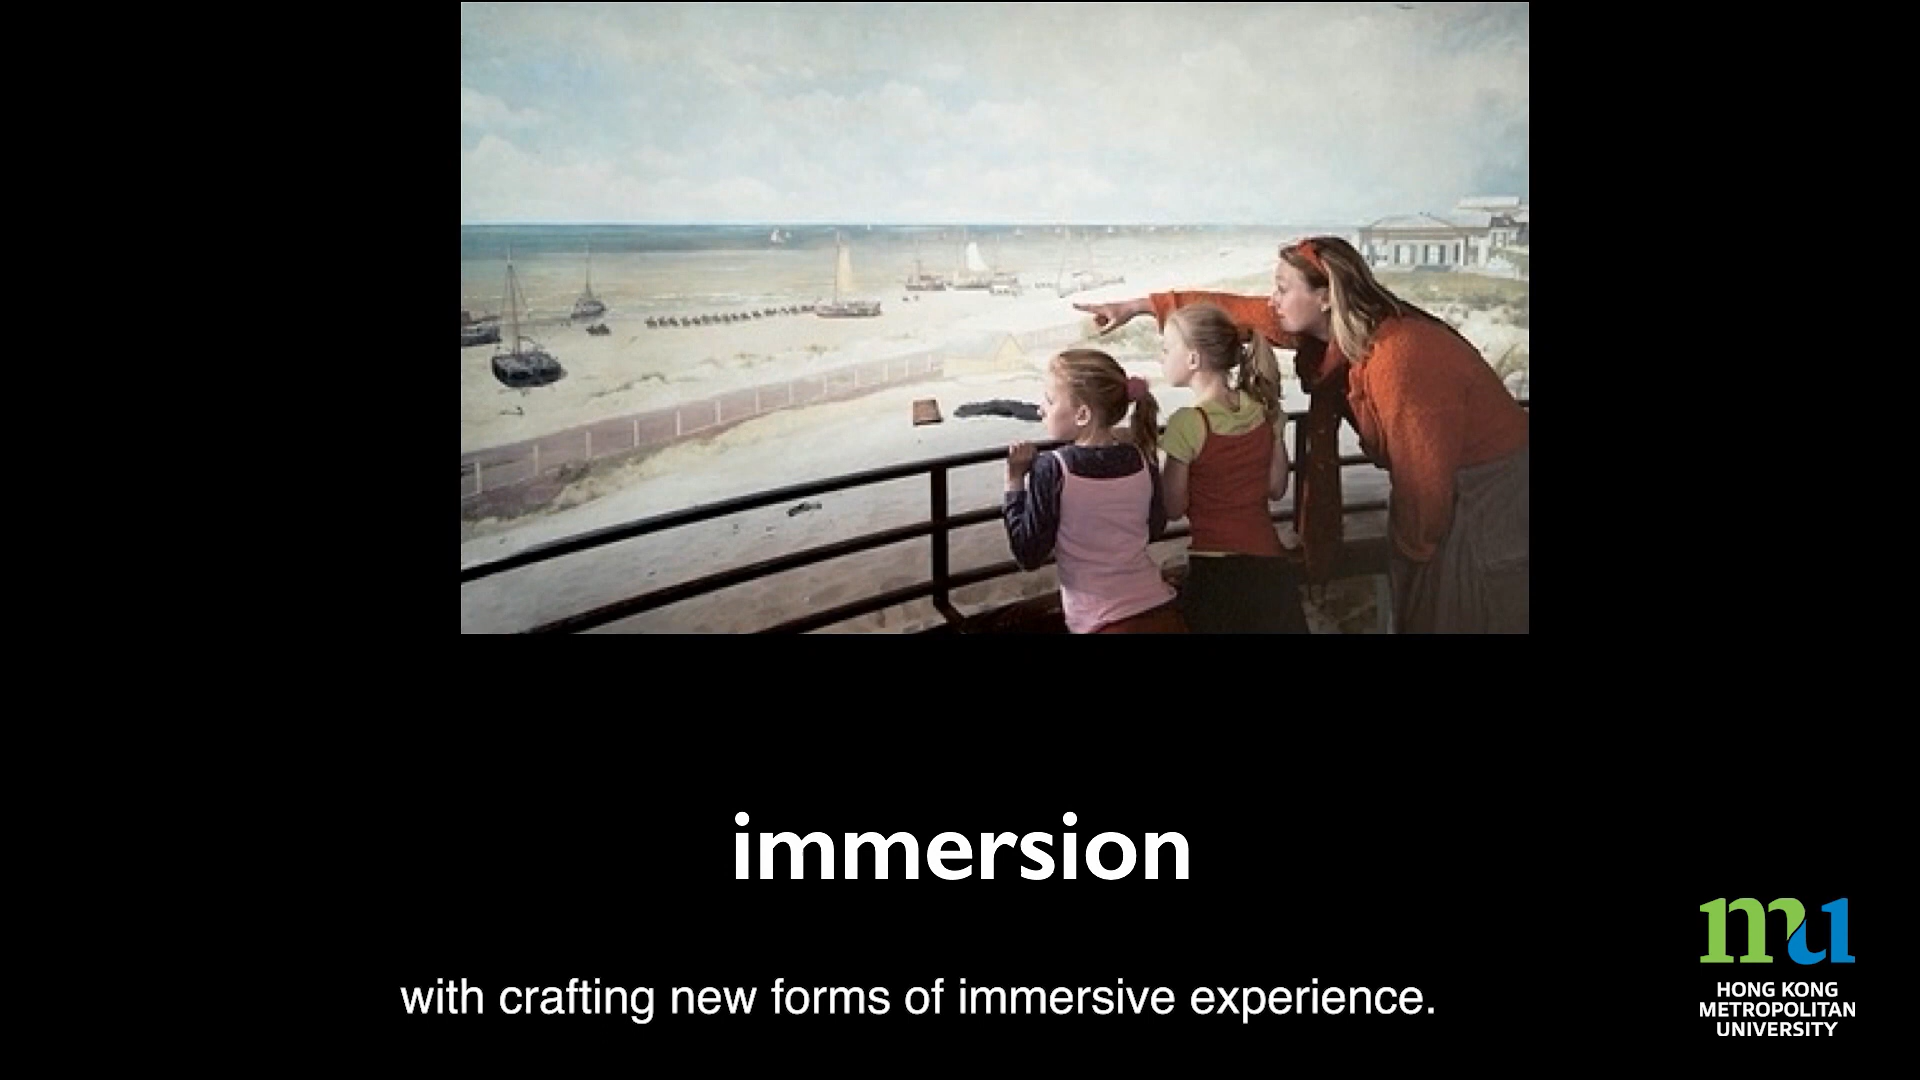 immersion
with crafting new forms of immersive experience.
mu
HONG KONG
METROPOLITAN
UNIVERSITY